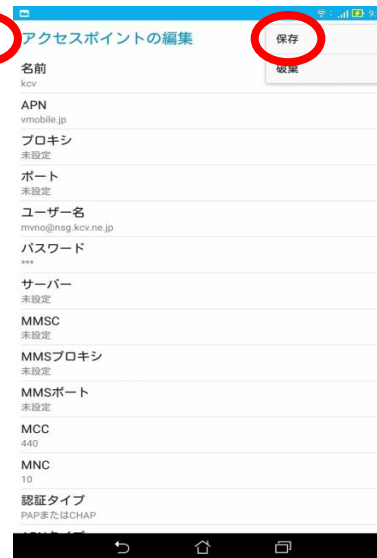 9:
アクセスポイントの編集
保存
破棄
名前
kcv
APN
vmobile.jp
プロキシ
未設定
ポート
未設定
ユーザー名
mvno@nsg.kcv.ne.jp
パスワード
***
サーバー
未設定
MMSC
未設定
MMSプロキシ
未設定
MMSポート
未設定
MCC
440
MNC
10
認証タイプ
PAPまたはCHAP